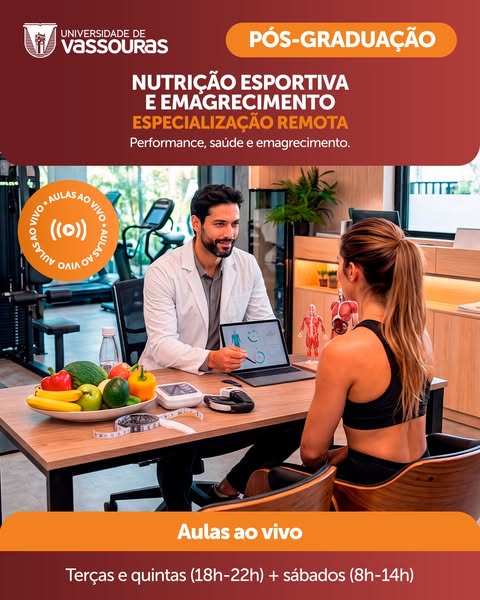 UNIVERSIDADE DE
VASSOURAS
PÓS-GRADUAÇÃO
NUTRIÇÃO ESPORTIVA
E EMAGRECIMENTO
ESPECIALIZAÇÃO REMOTA
Performance, saúde e emagrecimento.
AULAS AO VIVO • AULAS AO VIVO • AULAS AO VIVO •
Aulas ao vivo
Terças e quintas (18h-22h) + sábados (8h-14h)